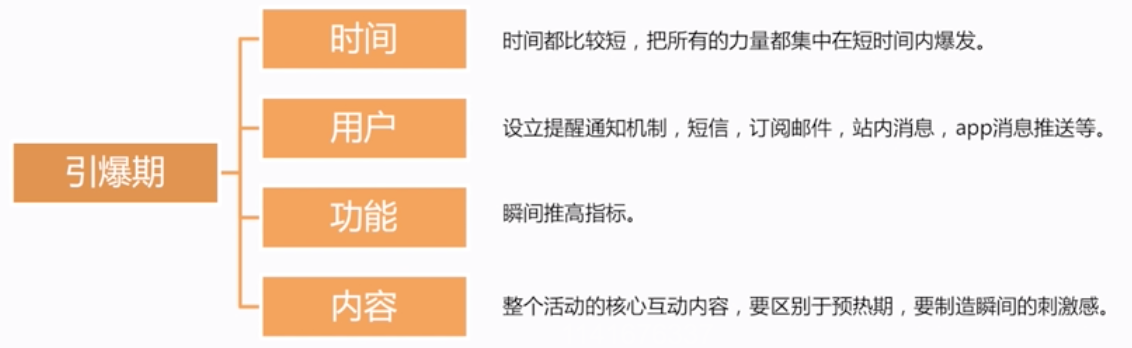 引爆期
时间
时间都比较短，把所有的力量都集中在短时间内爆发。
用户
设立提醒通知机制，短信，订阅邮件，站内消息，app消息推送等。
功能
瞬间推高指标。
内容
整个活动的核心互动内容，要区别于预热期，要制造瞬间的刺激感。